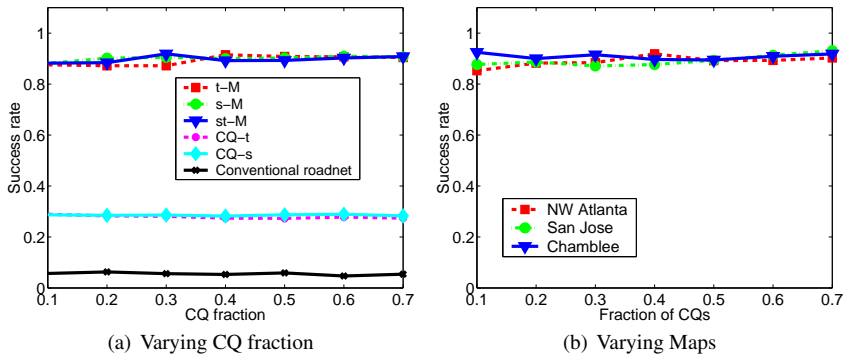 1
0.8
0.6
0.4
0.2
0
Success rate
0.1 0.2 0.3 0.4 0.5 0.6 0.7
CQ fraction
t-M
s-M
st-M
CQ-t
CQ-s
Conventional roadnet
(a) Varying CQ fraction
1
0.8
0.6
0.4
0.2
0
Success rate
0.1 0.2 0.3 0.4 0.5 0.6 0.7
Fraction of CQs
NW Atlanta
San Jose
Chamblee
(b) Varying Maps